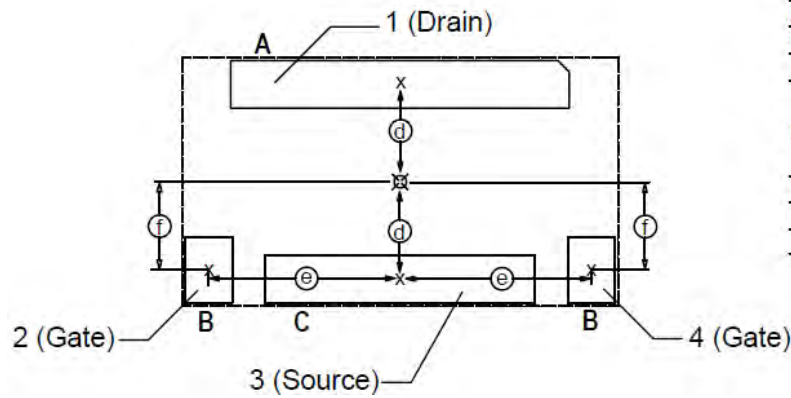 1 (Drain)
A
x
d
f
f
d
x
e
x
e
x
B
C
B
2 (Gate)
4 (Gate)
3 (Source)